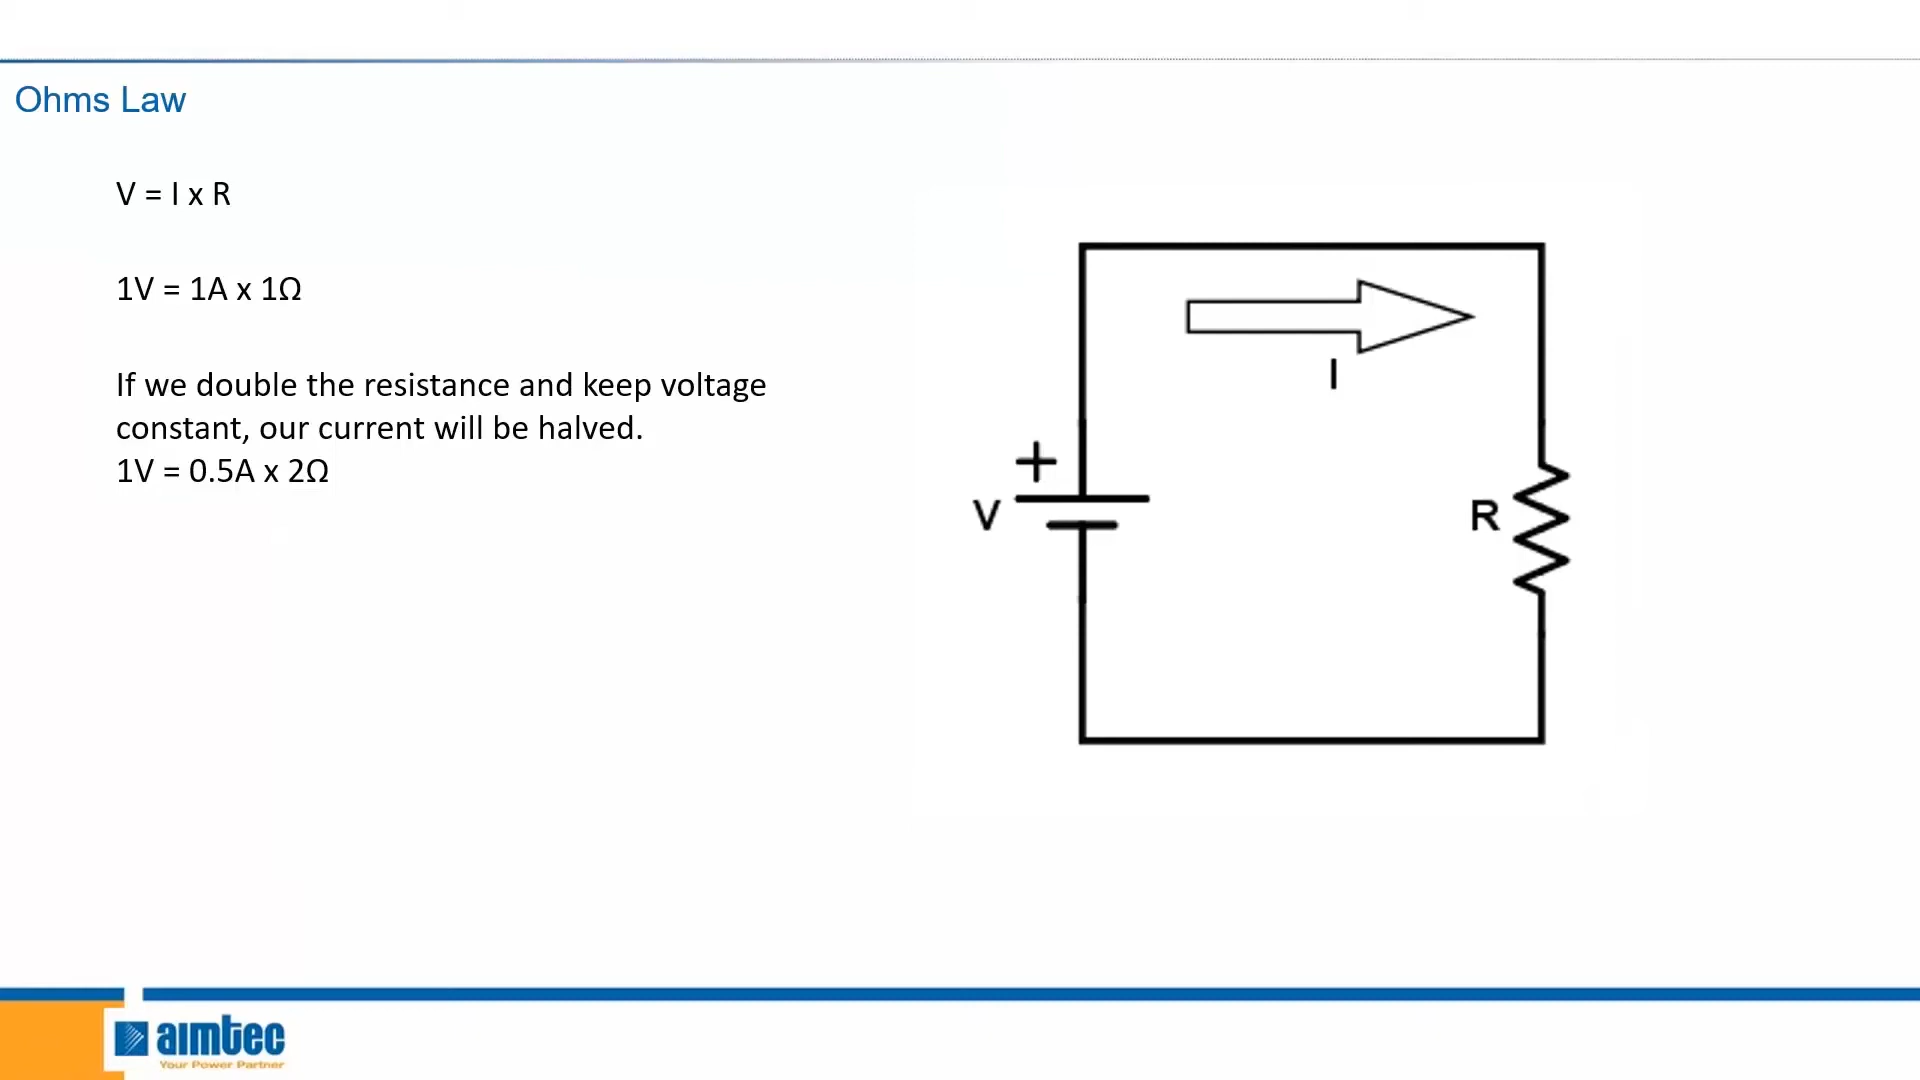 Ohms Law
V = I x R
1V = 1A x 1Ω
If we double the resistance and keep voltage
constant, our current will be halved.
1V = 0.5A x 2Ω
I
+
V
R
aimtec
Your Power Partner